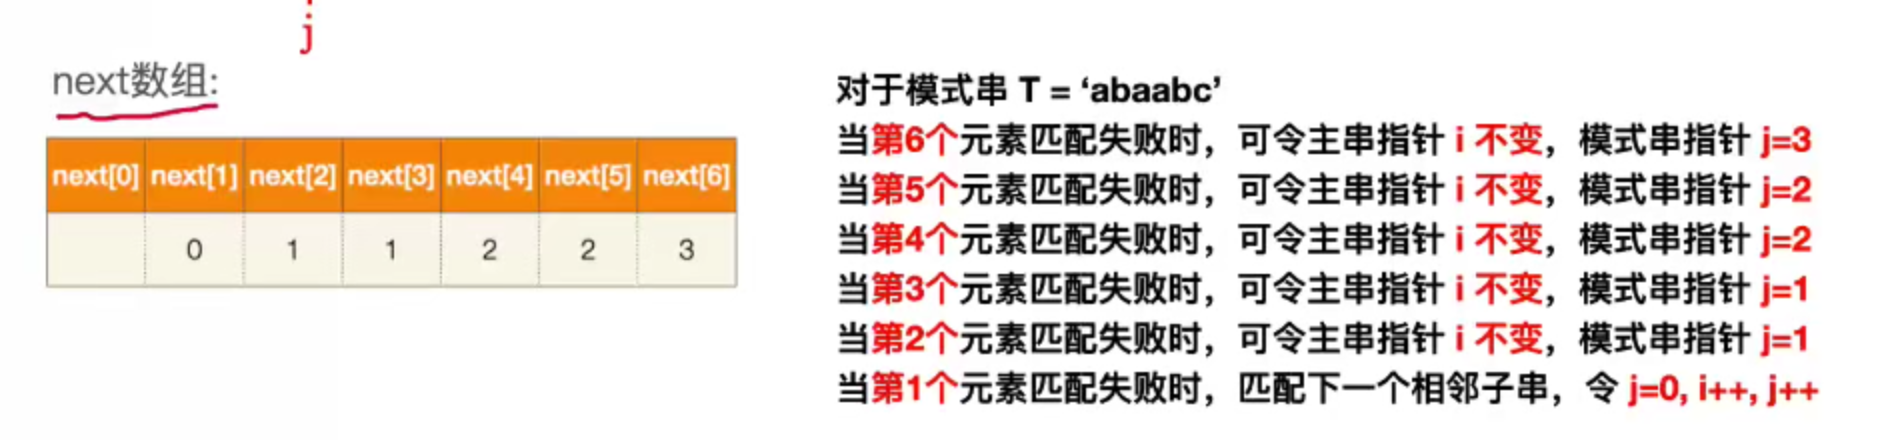 j
next数组:
next[0] next[1] next[2] next[3] next[4] next[5] next[6]
0 1 1 2 2 3
对于模式串 T = ‘abaabc’
当第6个元素匹配失败时，可令主串指针 i 不变，模式串指针 j=3
当第5个元素匹配失败时，可令主串指针 i 不变，模式串指针 j=2
当第4个元素匹配失败时，可令主串指针 i 不变，模式串指针 j=2
当第3个元素匹配失败时，可令主串指针 i 不变，模式串指针 j=1
当第2个元素匹配失败时，可令主串指针 i 不变，模式串指针 j=1
当第1个元素匹配失败时，匹配下一个相邻子串，令 j=0, i++, j++